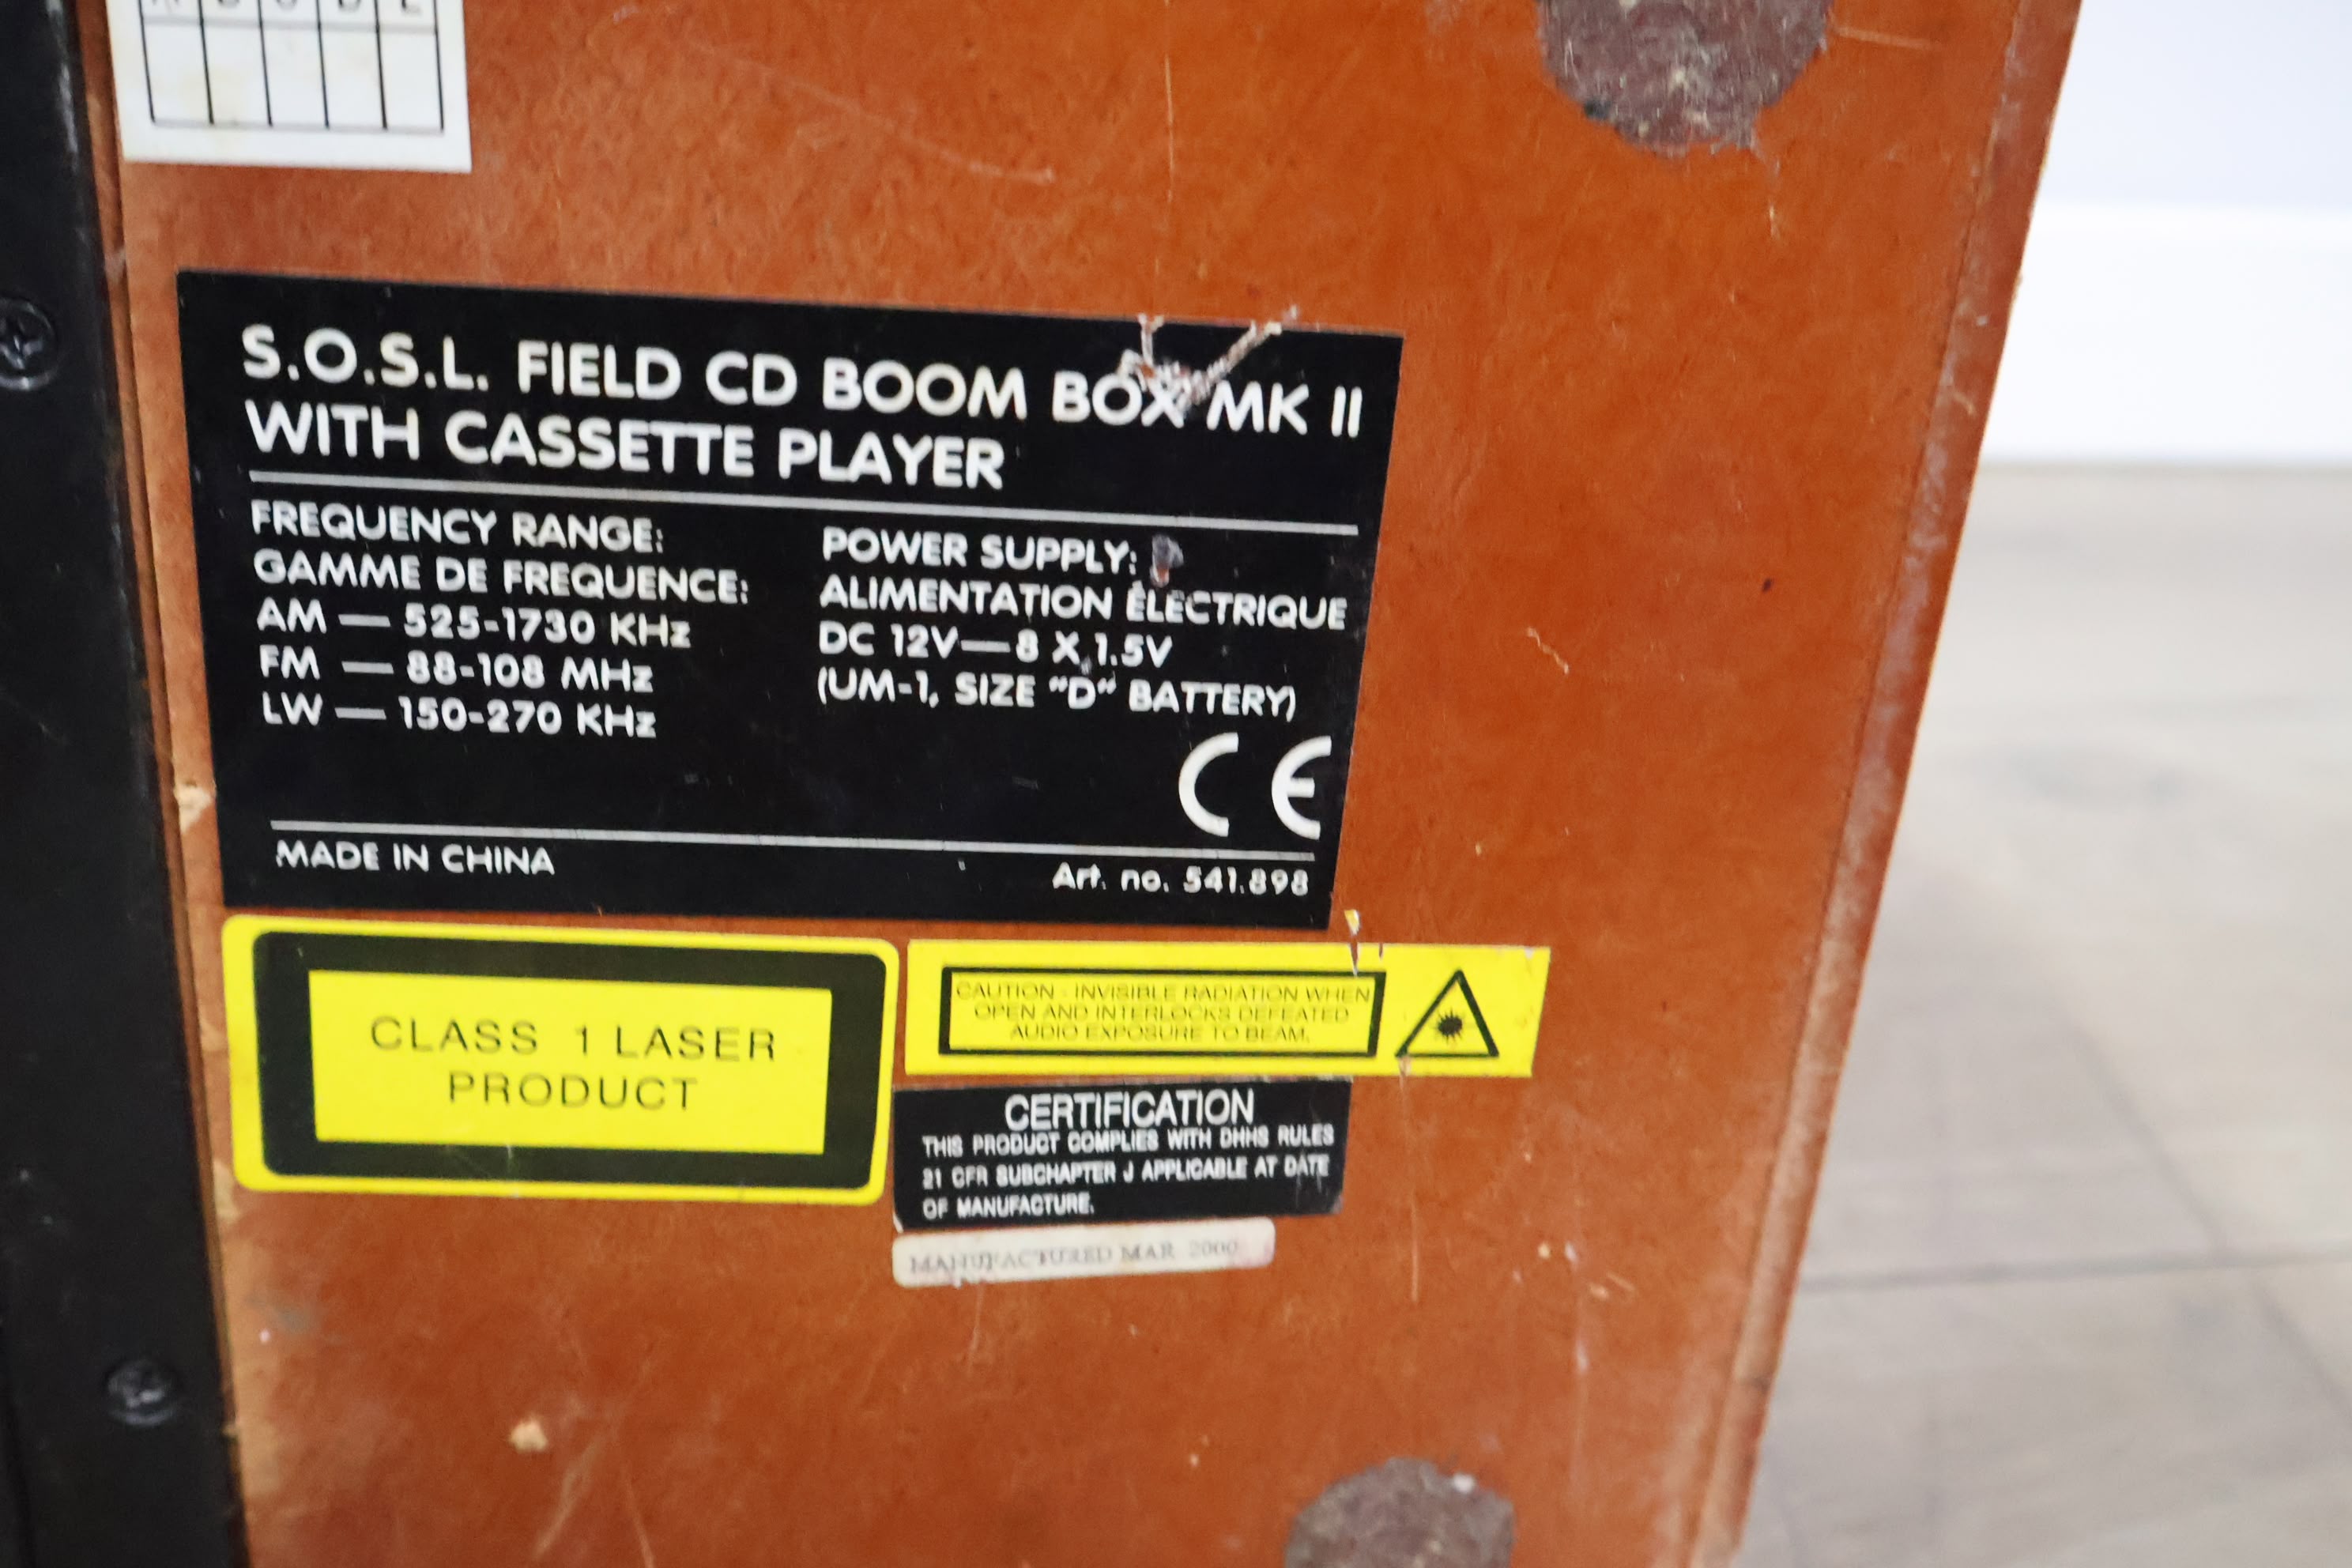 S.O.S.L. FIELD CD BOOM BOX MK II
WITH CASSETTE PLAYER
FREQUENCY RANGE:
GAMME DE FREQUENCE:
AM — 525-1730 KHz
FM — 88-108 MHz
LW — 150-270 KHz
POWER SUPPLY:
ALIMENTATION ÉLECTRIQUE
DC 12V—8 X 1.5V
(UM-1, SIZE "D" BATTERY)
CE
MADE IN CHINA
Art. no. 541.898
CLASS 1 LASER
PRODUCT
CAUTION - INVISIBLE RADIATION WHEN
OPEN AND INTERLOCKS DEFEATED
AUDIO EXPOSURE TO BEAM.
CERTIFICATION
THIS PRODUCT COMPLIES WITH DHHS RULES
21 CFR SUBCHAPTER J APPLICABLE AT DATE
OF MANUFACTURE.
MANUFACTURED MAR 2000